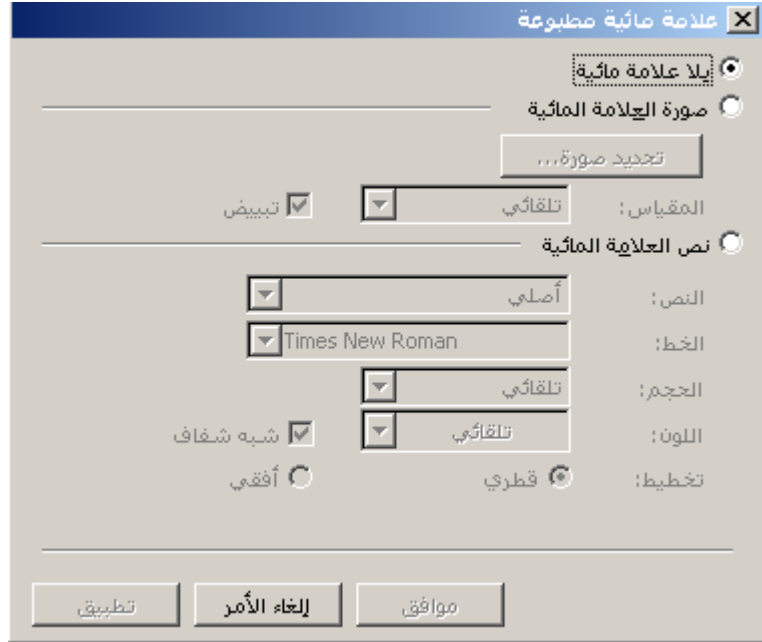 علامة مائية مطبوعة
بلا علامة مائية
صورة العلامة المائية
تحديد صورة...
المقياس: تلقائي تبييض
نص العلامة المائية
النص: أصلي
الخط: Times New Roman
الحجم: تلقائي
اللون: تلقائي شبه شفاف
تخطيط: قطري أفقي
موافق إلغاء الأمر تطبيق